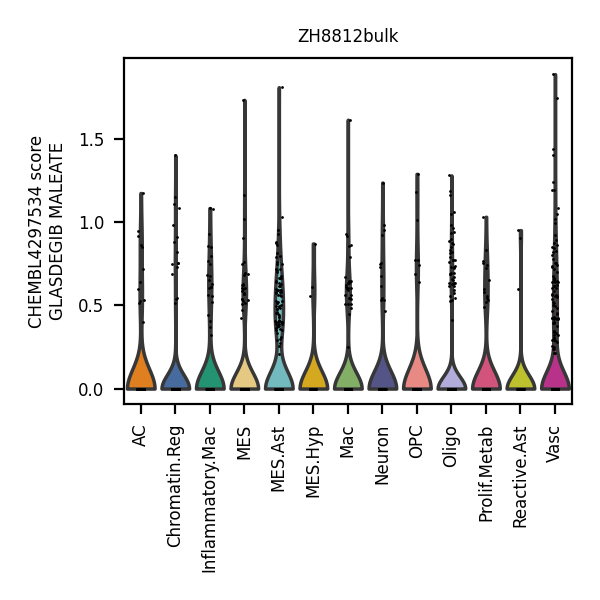 ZH8812bulk
CHEMBL4297534 score
GLASDEGIB MALEATE
1.5
1.0
0.5
0.0
AC
Chromatin.Reg
Inflammatory.Mac
MES
MES.Ast
MES.Hyp
Mac
Neuron
OPC
Oligo
Prolif.Metab
Reactive.Ast
Vasc